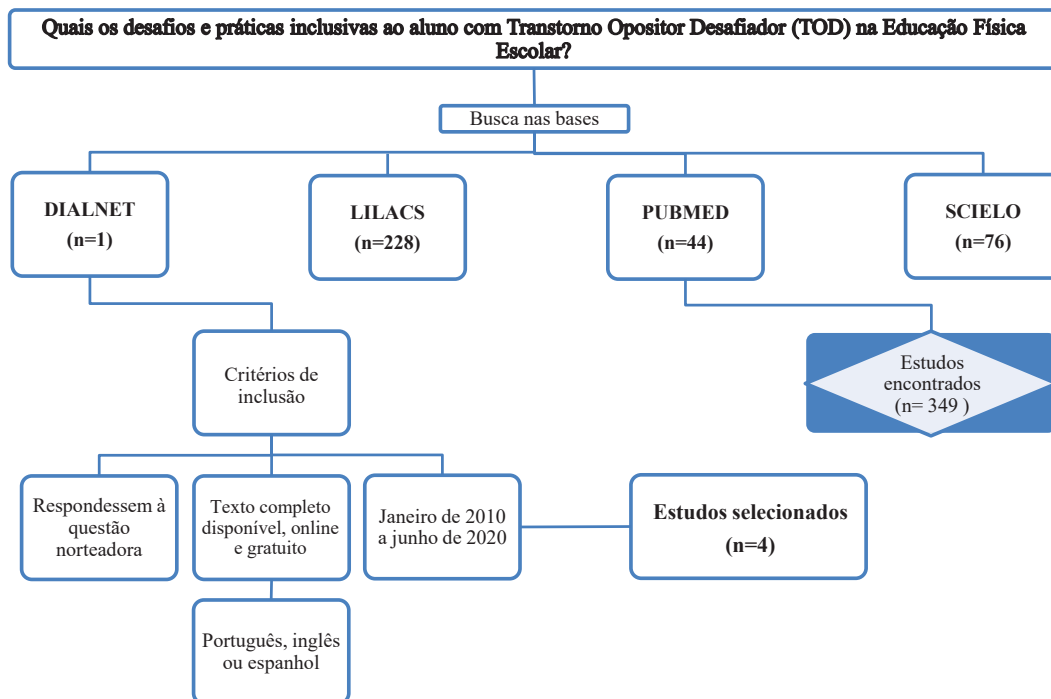 Quais os desafios e práticas inclusivas ao aluno com Transtorno Opositor Desafiador (TOD) na Educação Física
Escolar?
Busca nas bases
DIALNET
(n=1)
LILACS
(n=228)
PUBMED
(n=44)
SCIELO
(n=76)
Critérios de
inclusão
Estudos
encontrados
(n= 349 )
Respondessem à
questão
norteadora
Texto completo
disponível, online
e gratuito
Janeiro de 2010
a junho de 2020
Estudos selecionados
(n=4)
Português, inglês
ou espanhol